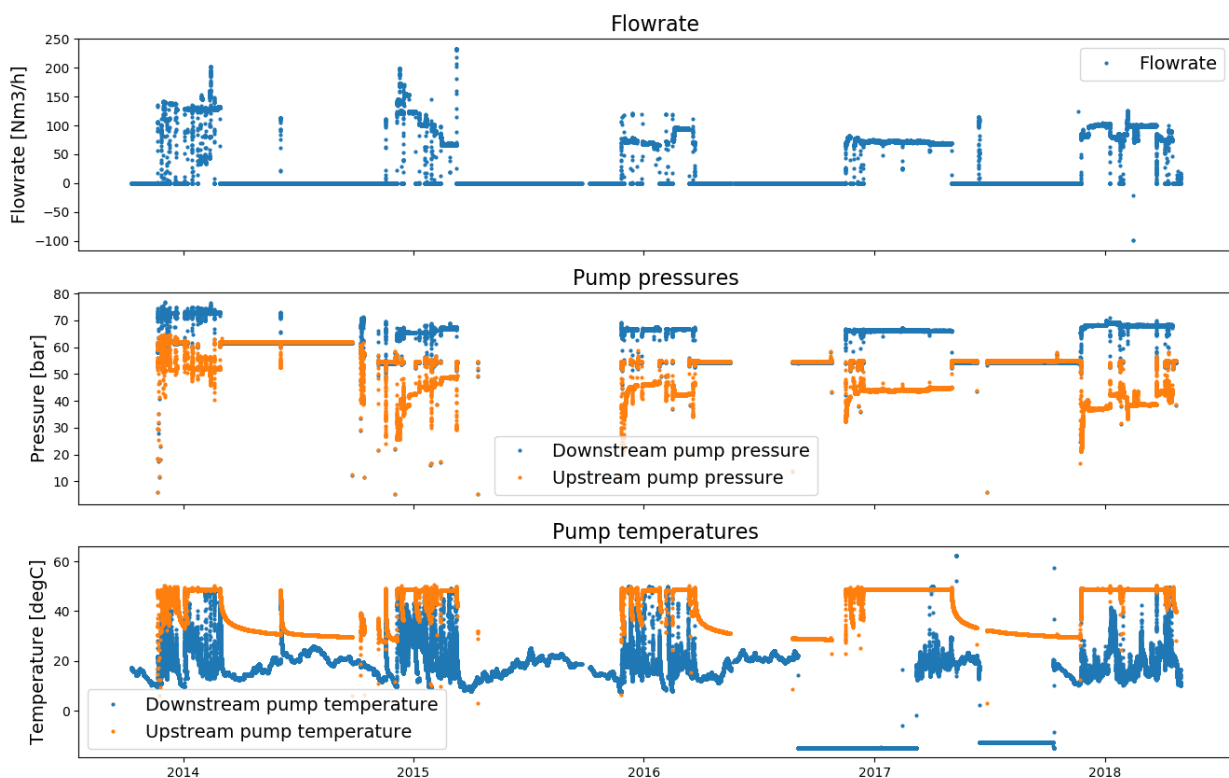 Flowrate
Flowrate [Nm3/h]
250
200
150
100
50
0
−50
−100
Flowrate
Pump pressures
Pressure [bar]
80
70
60
50
40
30
20
10
Downstream pump pressure
Upstream pump pressure
Pump temperatures
Temperature [degC]
60
40
20
0
Downstream pump temperature
Upstream pump temperature
2014 2015 2016 2017 2018